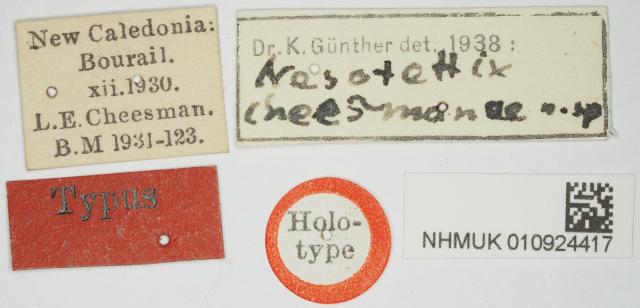 New Caledonia:
Bourail.
xii.1930.
L.E. Cheesman.
B.M 1931-123.
Dr. K. Günther det. 1938 :
Nesotettix
cheesmanae n.sp
Typus
Holo-
type
NHMUK 010924417